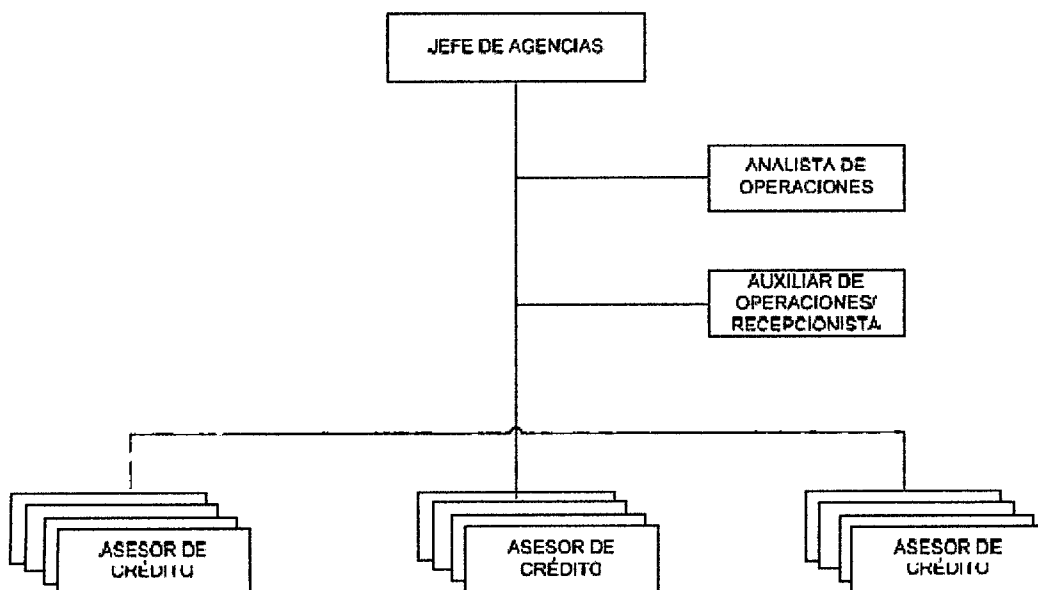 JEFE DE AGENCIAS
ANALISTA DE
OPERACIONES
AUXILIAR DE
OPERACIONES/
RECEPCIONISTA
ASESOR DE
CRÉDITO
ASESOR DE
CRÉDITO
ASESOR DE
CRÉDITO